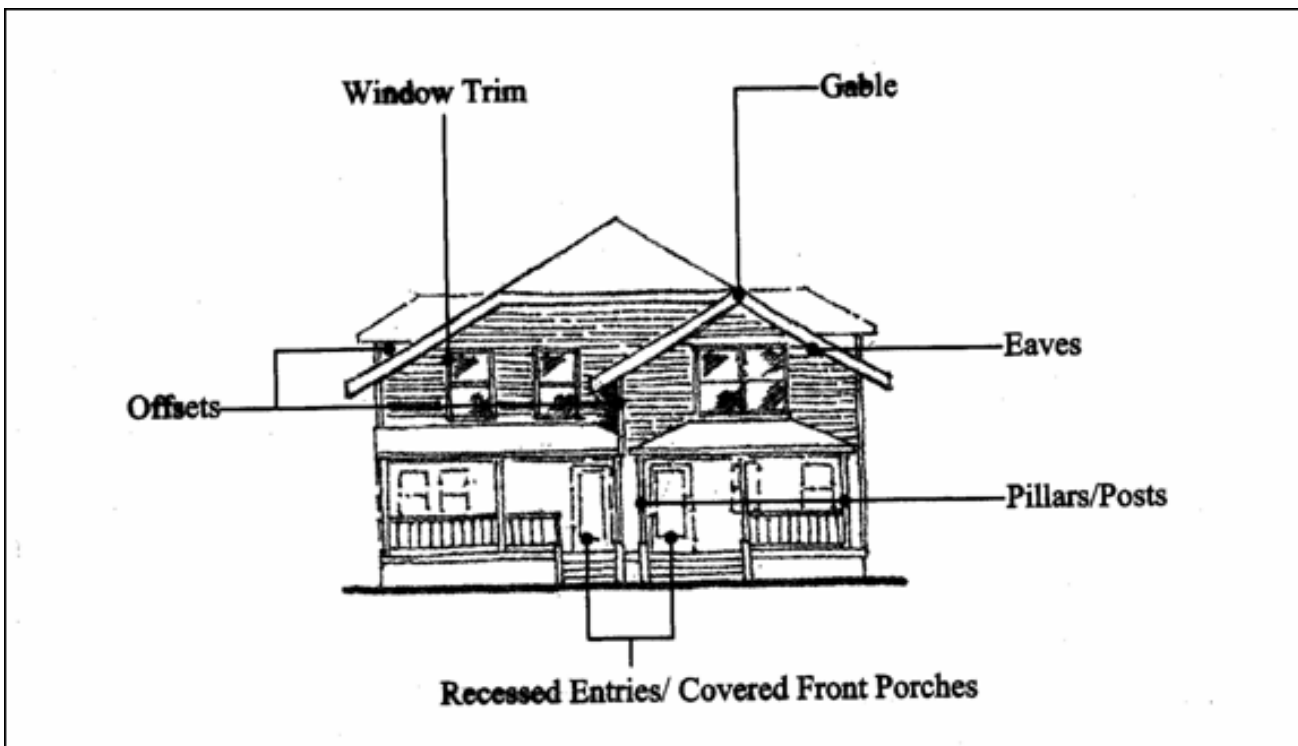 Window Trim
Gable
Eaves
Offsets
Pillars/Posts
Recessed Entries/ Covered Front Porches